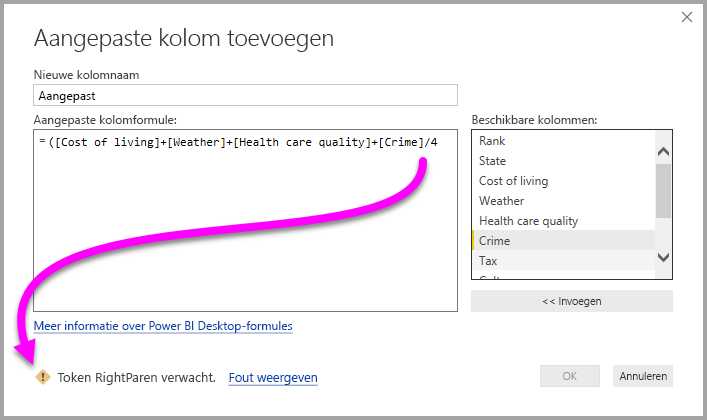 Aangepaste kolom toevoegen
Nieuwe kolomnaam
Aangepast
Aangepaste kolomformule:
= ([Cost of living]+[Weather]+[Health care quality]+[Crime]/4
Beschikbare kolommen:
Rank
State
Cost of living
Weather
Health care quality
Crime
Tax
<< Invoegen
Meer informatie over Power BI Desktop-formules
Token RightParen verwacht. Fout weergeven
OK
Annuleren